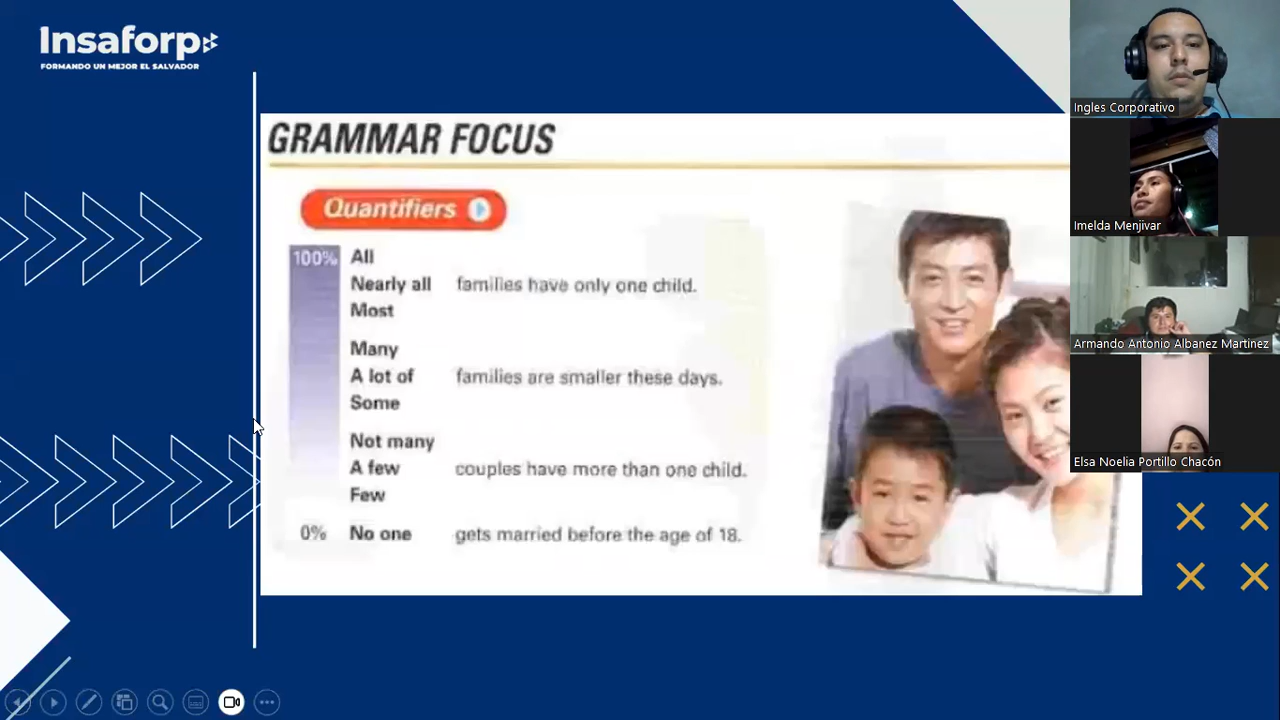 Insaforp
FORMANDO UN MEJOR EL SALVADOR
GRAMMAR FOCUS
Quantifiers
100% All
Nearly all families have only one child.
Most
Many
A lot of families are smaller these days.
Some
Not many
A few couples have more than one child.
Few
0% No one gets married before the age of 18.
Ingles Corporativo
Imelda Menjivar
Armando Antonio Albanez Martinez
Elsa Noelia Portillo Chacón